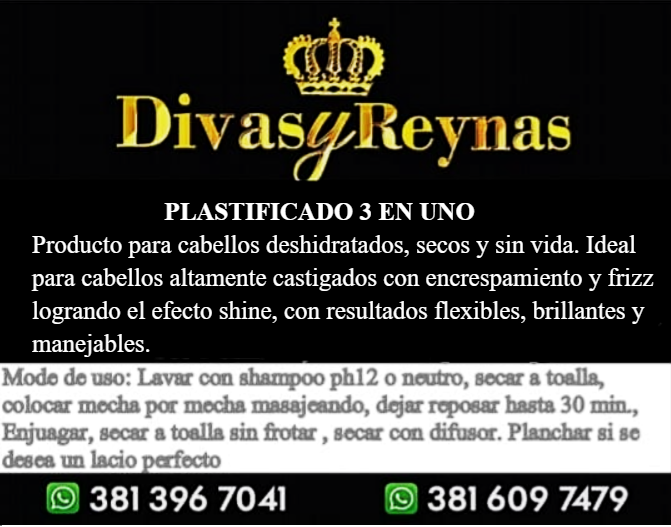 DivasyReynas
PLASTIFICADO 3 EN UNO
Producto para cabellos deshidratados, secos y sin vida. Ideal
para cabellos altamente castigados con encrespamiento y frizz
logrando el efecto shine, con resultados flexibles, brillantes y
manejables.
Modo de uso: Lavar con shampoo ph12 o neutro, secar a toalla,
colocar mecha por mecha masajeando, dejar reposar hasta 30 min.,
Enjuagar, secar a toalla sin frotar , secar con difusor. Planchar si se
desea un lacio perfecto
381 396 7041 381 609 7479